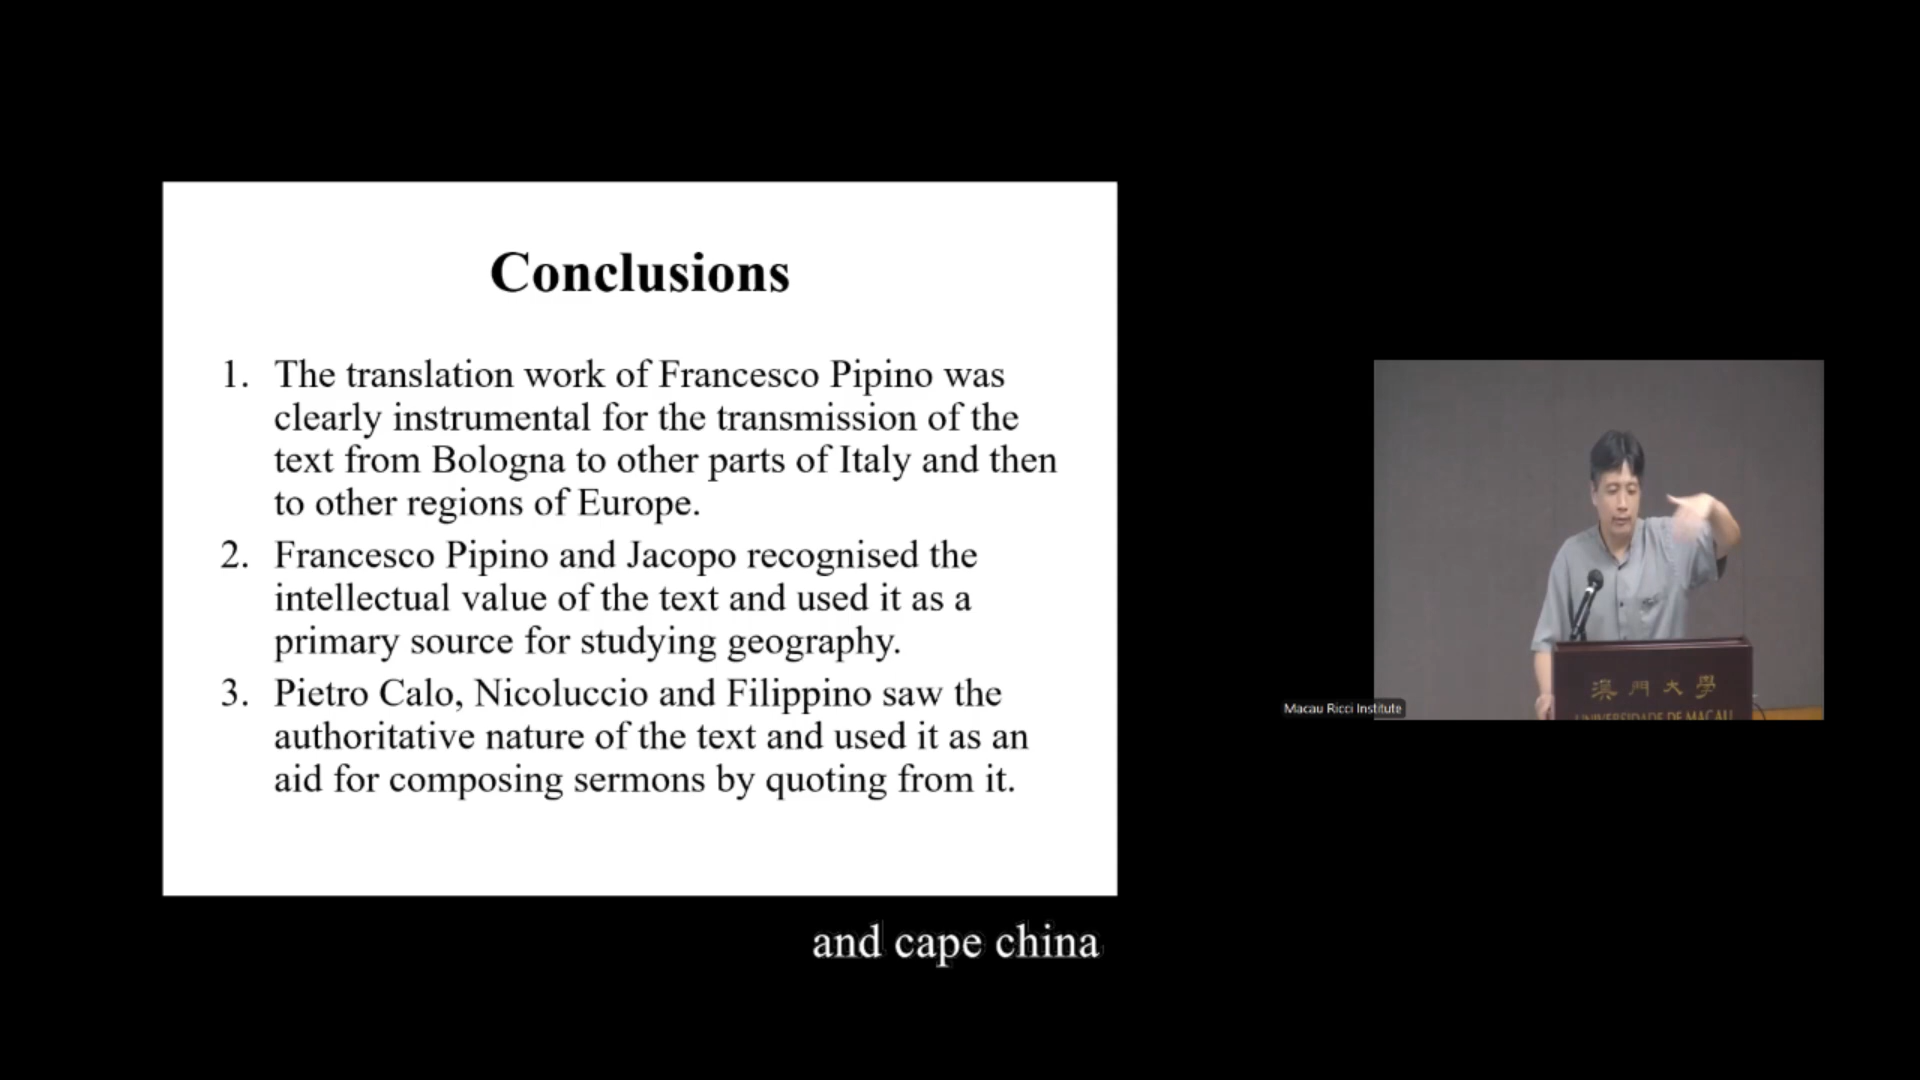 Conclusions
1. The translation work of Francesco Pipino was
clearly instrumental for the transmission of the
text from Bologna to other parts of Italy and then
to other regions of Europe.
2. Francesco Pipino and Jacopo recognised the
intellectual value of the text and used it as a
primary source for studying geography.
3. Pietro Calo, Nicoluccio and Filippino saw the
authoritative nature of the text and used it as an
aid for composing sermons by quoting from it.
Macau Ricci Institute
澳門大學
UNIVERSIDADE DE MACAU
and cape china